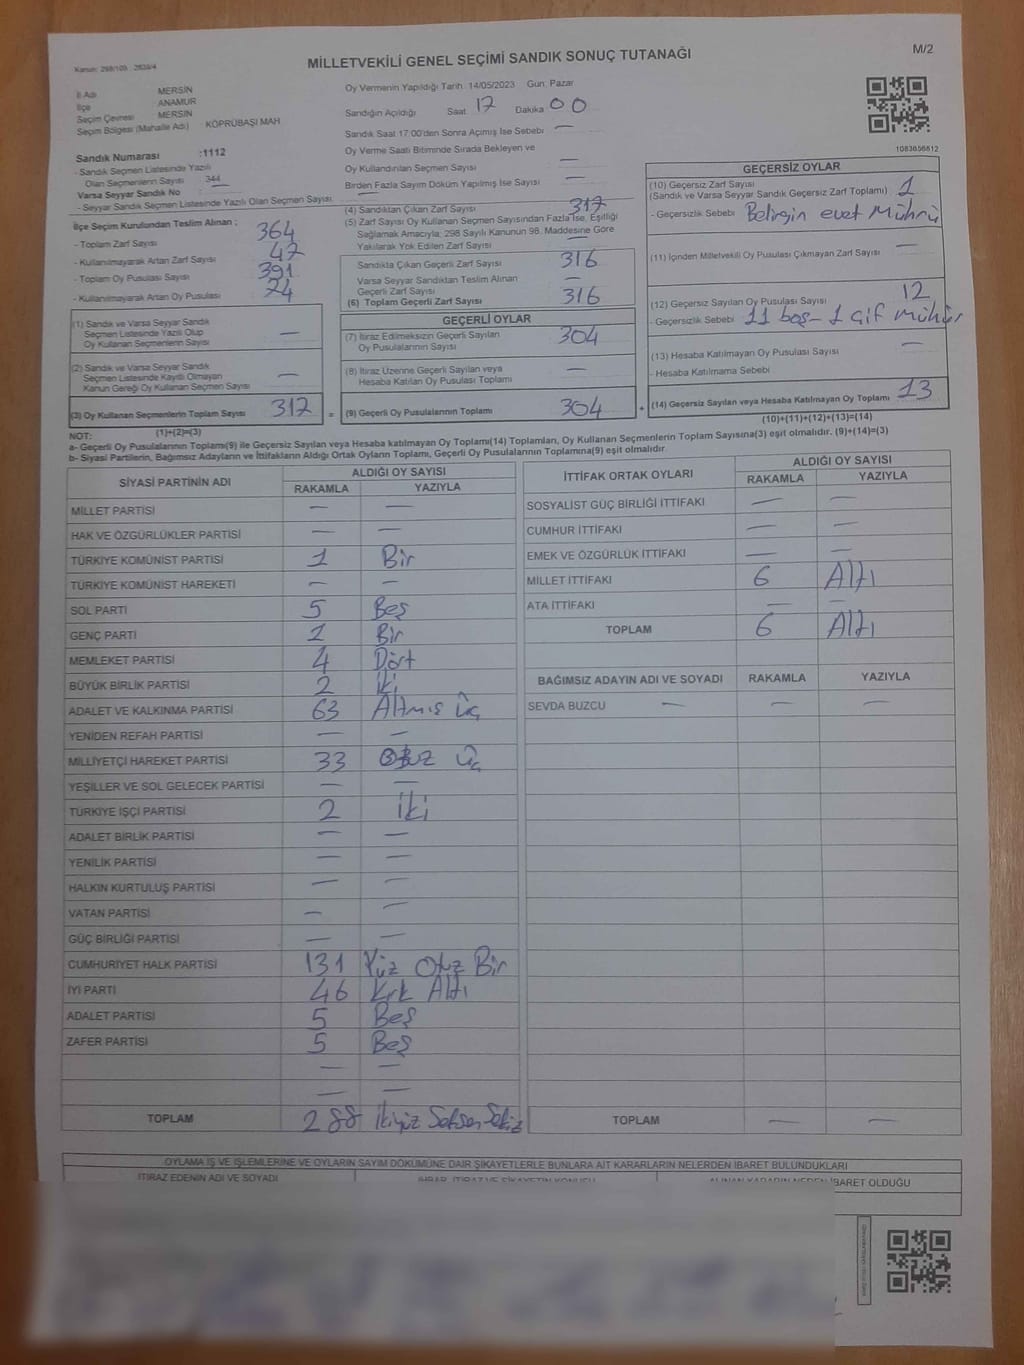 Kanun: 298/109 - 2839/4
MİLLETVEKİLİ GENEL SEÇİMİ SANDIK SONUÇ TUTANAĞI
M/2
İl Adı MERSİN
İlçe ANAMUR
Seçim Çevresi MERSİN
Seçim Bölgesi (Mahalle Adı) KÖPRÜBAŞI MAH
Sandık Numarası :1112
- Sandık Seçmen Listesinde Yazılı
Olan Seçmenlerin Sayısı 344
Varsa Seyyar Sandık No —
- Seyyar Sandık Seçmen Listesinde Yazılı Olan Seçmen Sayısı
Oy Vermenin Yapıldığı Tarih 14/05/2023 Gün: Pazar
Sandığın Açıldığı Saat 17 Dakika 00
Sandık Saat 17:00'den Sonra Açılmış İse Sebebi —
Oy Verme Saati Bitiminde Sırada Bekleyen ve
Oy Kullandırılan Seçmen Sayısı —
Birden Fazla Sayım Döküm Yapılmış İse Sayısı —
1083656612
İlçe Seçim Kurulundan Teslim Alınan ;
- Toplam Zarf Sayısı 364
- Kullanılmayarak Artan Zarf Sayısı 47
- Toplam Oy Pusulası Sayısı 391
- Kullanılmayarak Artan Oy Pusulası 74
(4) Sandıktan Çıkan Zarf Sayısı 317
(5) Zarf Sayısı Oy Kullanan Seçmen Sayısından Fazla İse, Eşitliği
Sağlamak Amacıyla; 298 Sayılı Kanunun 98. Maddesine Göre
Yakılarak Yok Edilen Zarf Sayısı —
Sandıkta Çıkan Geçerli Zarf Sayısı 316
Varsa Seyyar Sandıktan Teslim Alınan
Geçerli Zarf Sayısı —
(6) Toplam Geçerli Zarf Sayısı 316
GEÇERSİZ OYLAR
(10) Geçersiz Zarf Sayısı 1
(Sandık ve Varsa Seyyar Sandık Geçersiz Zarf Toplamı)
- Geçersizlik Sebebi Belirgin evet Mührü
(11) İçinden Milletvekili Oy Pusulası Çıkmayan Zarf Sayısı —
(12) Geçersiz Sayılan Oy Pusulası Sayısı 12
- Geçersizlik Sebebi 11 boş - 1 Çif mühür
(13) Hesaba Katılmayan Oy Pusulası Sayısı —
- Hesaba Katılmama Sebebi
(14) Geçersiz Sayılan veya Hesaba Katılmayan Oy Toplamı 13
(10)+(11)+(12)+(13)=(14)
(1) Sandık ve Varsa Seyyar Sandık
Seçmen Listesinde Yazılı Olup
Oy Kullanan Seçmenlerin Sayısı —
(2) Sandık ve Varsa Seyyar Sandık
Seçmen Listesinde Kayıtlı Olmayan
Kanun Gereği Oy Kullanan Seçmen Sayısı —
(3) Oy Kullanan Seçmenlerin Toplam Sayısı 317 =
(1)+(2)=(3)
GEÇERLİ OYLAR
(7) İtiraz Edilmeksizin Geçerli Sayılan
Oy Pusulalarının Sayısı 304
(8) İtiraz Üzerine Geçerli Sayılan veya
Hesaba Katılan Oy Pusulası Toplamı —
(9) Geçerli Oy Pusulalarının Toplamı 304 +
NOT:
a- Geçerli Oy Pusulalarının Toplamı(9) ile Geçersiz Sayılan veya Hesaba katılmayan Oy Toplamı(14) Toplamları, Oy Kullanan Seçmenlerin Toplam Sayısına(3) eşit olmalıdır. (9)+(14)=(3)
b- Siyasi Partilerin, Bağımsız Adayların ve İttifakların Aldığı Oyların Toplamı, Geçerli Oy Pusulalarının Toplamına(9) eşit olmalıdır
SİYASİ PARTİNİN ADI ALDIĞI OY SAYISI
RAKAMLA YAZIYLA
MİLLET PARTİSİ — —
HAK VE ÖZGÜRLÜKLER PARTİSİ — —
TÜRKİYE KOMÜNİST PARTİSİ 1 Bir
TÜRKİYE KOMÜNİST HAREKETİ — —
SOL PARTİ 5 Beş
GENÇ PARTİ 1 Bir
MEMLEKET PARTİSİ 4 Dört
BÜYÜK BİRLİK PARTİSİ 2 İki
ADALET VE KALKINMA PARTİSİ 63 Altmış üç
YENİDEN REFAH PARTİSİ — —
MİLLİYETÇİ HAREKET PARTİSİ 33 Otuz üç
YEŞİLLER VE SOL GELECEK PARTİSİ — —
TÜRKİYE İŞÇİ PARTİSİ 2 İki
ADALET BİRLİK PARTİSİ — —
YENİLİK PARTİSİ — —
HALKIN KURTULUŞ PARTİSİ — —
VATAN PARTİSİ — —
GÜÇ BİRLİĞİ PARTİSİ — —
CUMHURİYET HALK PARTİSİ 131 Yüz Otuz Bir
İYİ PARTİ 46 Kırk Altı
ADALET PARTİSİ 5 Beş
ZAFER PARTİSİ 5 Beş
— —
— —
TOPLAM 288 İkiyüz Seksen Sekiz
İTTİFAK ORTAK OYLARI ALDIĞI OY SAYISI
RAKAMLA YAZIYLA
SOSYALİST GÜÇ BİRLİĞİ İTTİFAKI — —
CUMHUR İTTİFAKI — —
EMEK VE ÖZGÜRLÜK İTTİFAKI — —
MİLLET İTTİFAKI 6 Altı
ATA İTTİFAKI — —
TOPLAM 6 Altı
BAĞIMSIZ ADAYIN ADI VE SOYADI RAKAMLA YAZIYLA
SEVDA BUZCU — — —
TOPLAM — —
OYLAMA İŞ VE İŞLEMLERİNE VE OYLARIN SAYIM DÖKÜMÜNE DAİR ŞİKAYETLERLE BUNLARA AİT KARARLARIN NELERDEN İBARET BULUNDUKLARI
İTİRAZ EDENİN ADI VE SOYADI İHBAR, İTİRAZ VE ŞİKAYETİN KONUSU ALINAN KARARIN NEDEN İBARET OLDUĞU